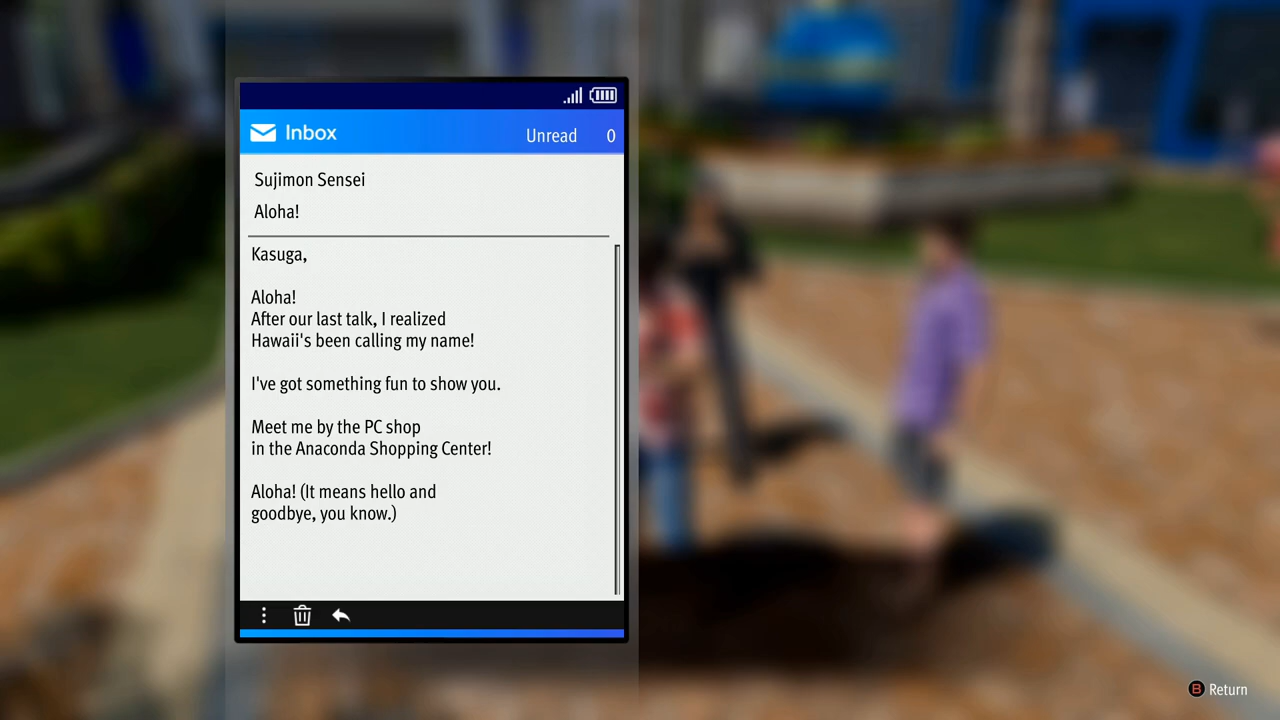 Inbox
Unread 0
Sujimon Sensei
Aloha!
Kasuga,
Aloha!
After our last talk, I realized
Hawaii's been calling my name!
I've got something fun to show you.
Meet me by the PC shop
in the Anaconda Shopping Center!
Aloha! (It means hello and
goodbye, you know.)
B Return